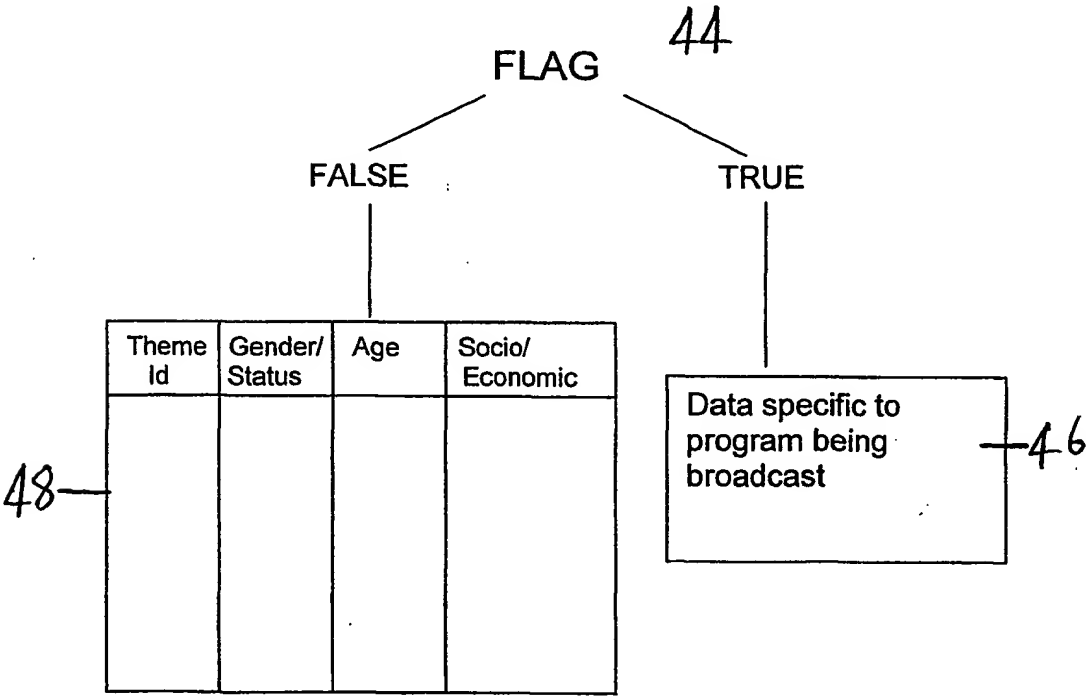 44
FLAG
FALSE
TRUE
Theme Id
Gender/ Status
Age
Socio/ Economic
Data specific to
program being
broadcast
46
48